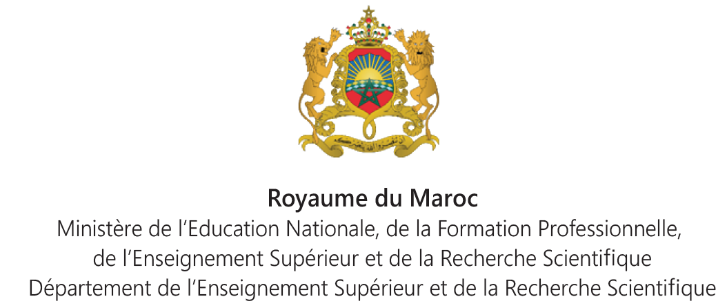 Royaume du Maroc
Ministère de l'Education Nationale, de la Formation Professionnelle,
de l'Enseignement Supérieur et de la Recherche Scientifique
Département de l'Enseignement Supérieur et de la Recherche Scientifique